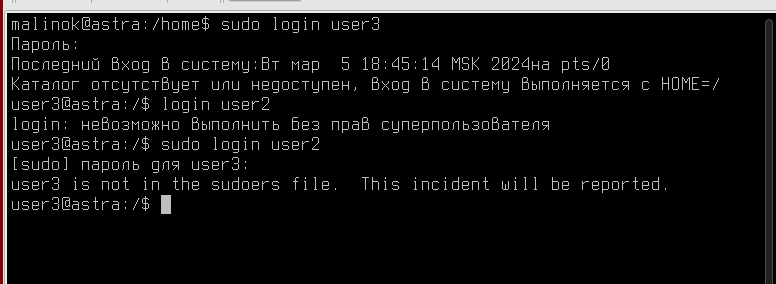 malinok@astra:/home$ sudo login user3
Пароль:
Последний вход в систему:Вт мар  5 18:45:14 MSK 2024на pts/0
Каталог отсутствует или недоступен, вход в систему выполняется с HOME=/
user3@astra:/$ login user2
login: невозможно выполнить без прав суперпользователя
user3@astra:/$ sudo login user2
[sudo] пароль для user3:
user3 is not in the sudoers file.  This incident will be reported.
user3@astra:/$